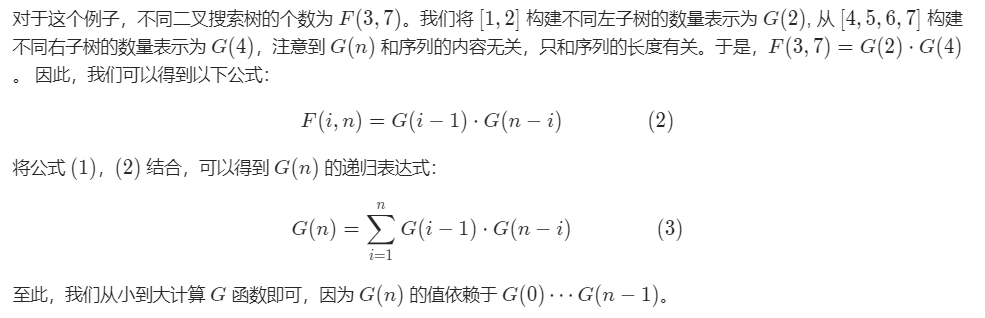 对于这个例子，不同二叉搜索树的个数为 F(3, 7)。我们将 [1, 2] 构建不同左子树的数量表示为 G(2), 从 [4, 5, 6, 7] 构建
不同右子树的数量表示为 G(4)，注意到 G(n) 和序列的内容无关，只和序列的长度有关。于是，F(3, 7) = G(2) · G(4)
。 因此，我们可以得到以下公式：
F(i, n) = G(i − 1) · G(n − i) (2)
将公式 (1)，(2) 结合，可以得到 G(n) 的递归表达式：
G(n) = ∑_{i=1}^{n} G(i − 1) · G(n − i) (3)
至此，我们从小到大计算 G 函数即可，因为 G(n) 的值依赖于 G(0) ⋯ G(n − 1)。